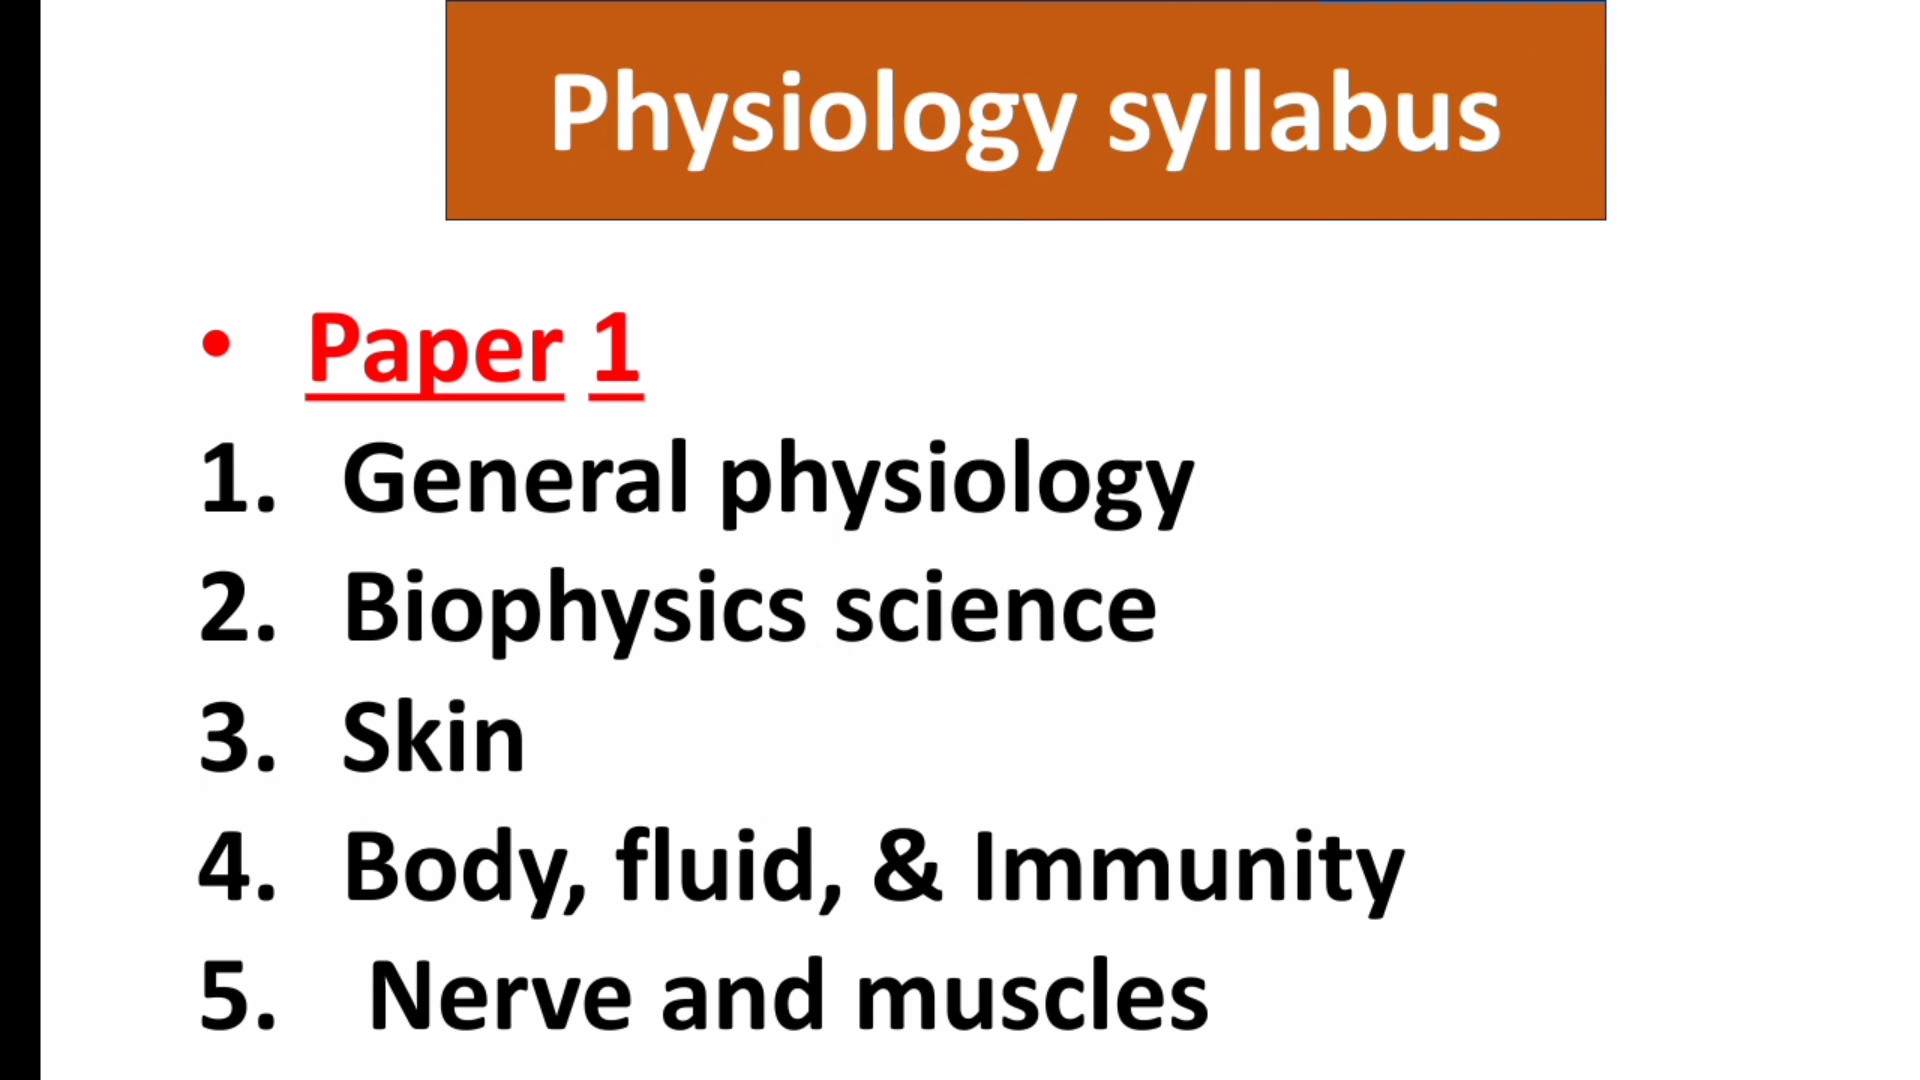 Physiology syllabus
• Paper 1
1. General physiology
2. Biophysics science
3. Skin
4. Body, fluid, & Immunity
5. Nerve and muscles